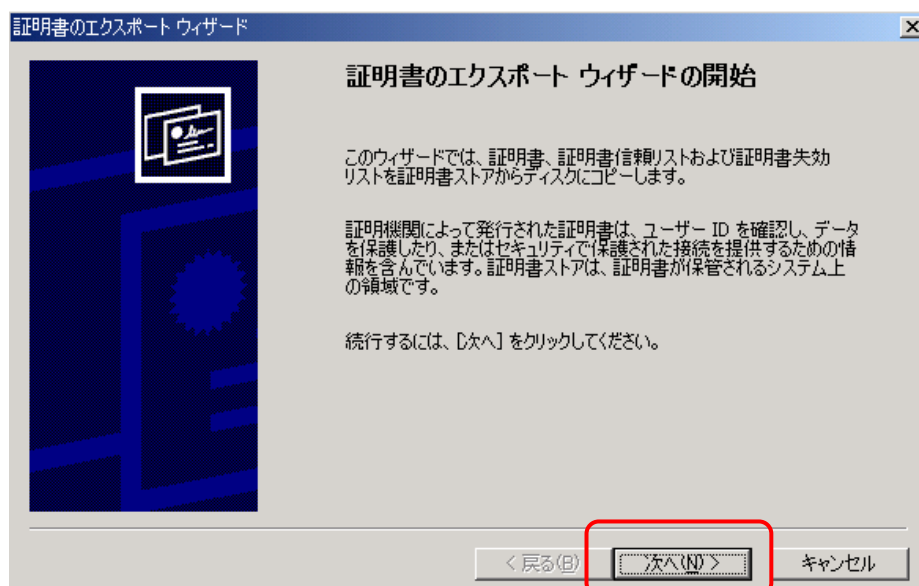 証明書のエクスポート ウィザード
証明書のエクスポート ウィザードの開始
このウィザードでは、証明書、証明書信頼リストおよび証明書失効
リストを証明書ストアからディスクにコピーします。
証明機関によって発行された証明書は、ユーザー ID を確認し、データ
を保護したり、またはセキュリティで保護された接続を提供するための情
報を含んでいます。証明書ストアは、証明書が保管されるシステム上
の領域です。
続行するには、[次へ] をクリックしてください。
< 戻る(B) 次へ(N) > キャンセル